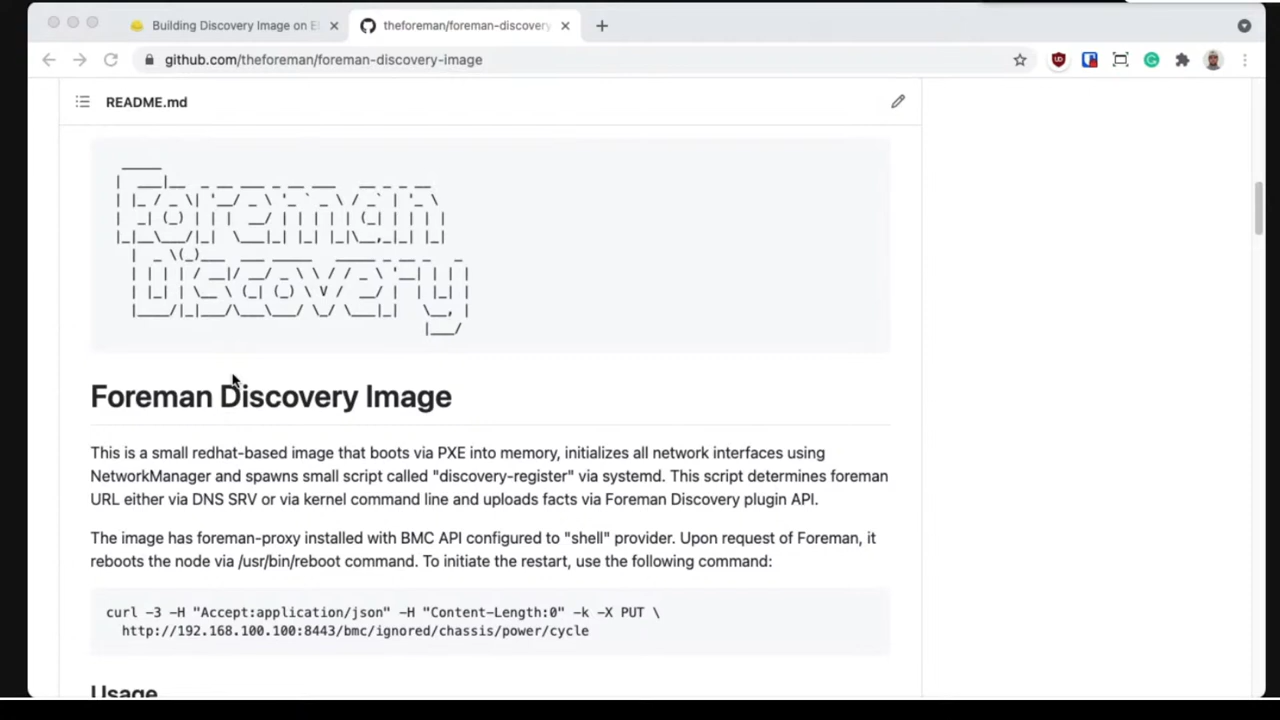 Building Discovery Image on El
theforeman/foreman-discovery
github.com/theforeman/foreman-discovery-image
README.md
Foreman
Discovery
Foreman Discovery Image
This is a small redhat-based image that boots via PXE into memory, initializes all network interfaces using
NetworkManager and spawns small script called "discovery-register" via systemd. This script determines foreman
URL either via DNS SRV or via kernel command line and uploads facts via Foreman Discovery plugin API.
The image has foreman-proxy installed with BMC API configured to "shell" provider. Upon request of Foreman, it
reboots the node via /usr/bin/reboot command. To initiate the restart, use the following command:
curl -3 -H "Accept:application/json" -H "Content-Length:0" -k -X PUT \
http://192.168.100.100:8443/bmc/ignored/chassis/power/cycle
Usage